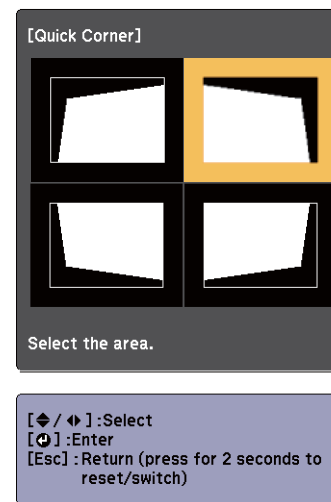 [Quick Corner]
Select the area.
[ / ] :Select
[ ] :Enter
[Esc] :Return (press for 2 seconds to
reset/switch)